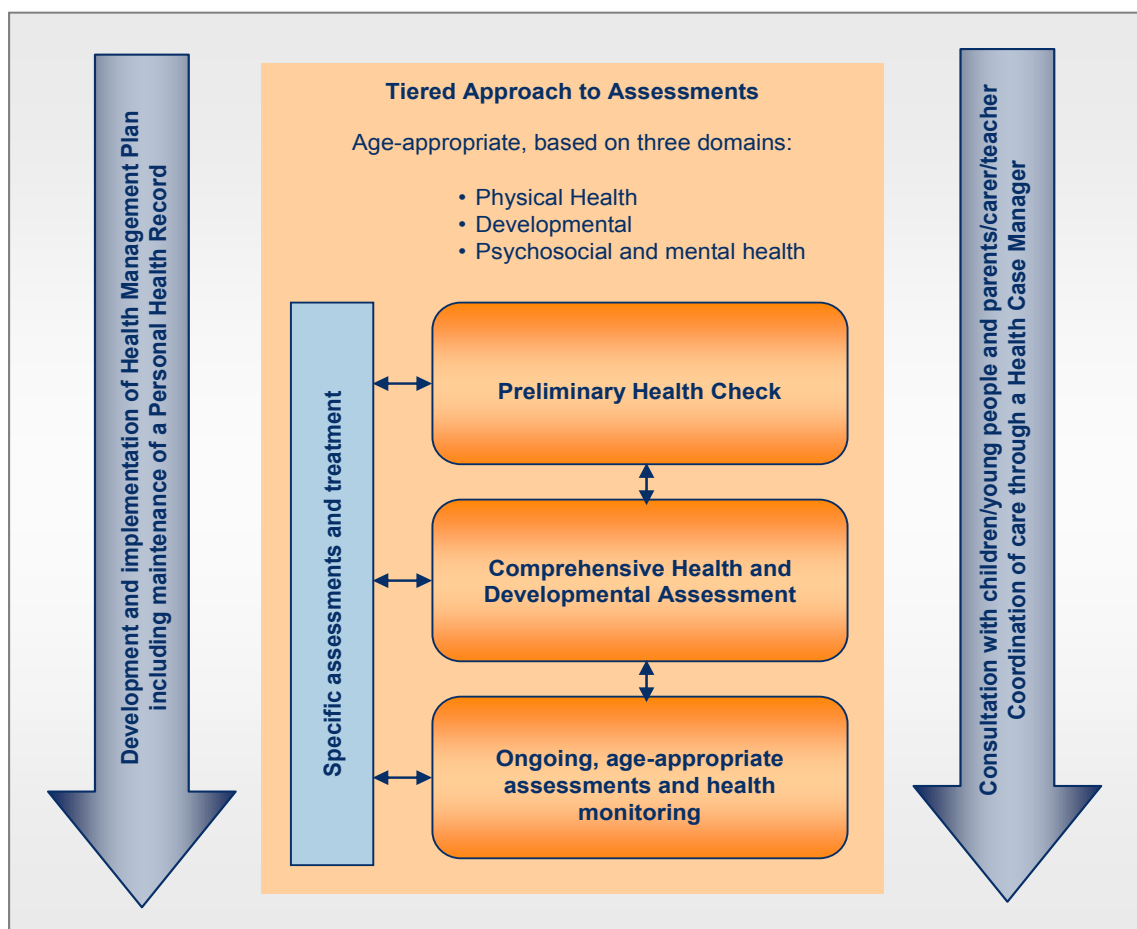 Development and implementation of Health Management Plan
including maintenance of a Personal Health Record
Tiered Approach to Assessments
Age-appropriate, based on three domains:
• Physical Health
• Developmental
• Psychosocial and mental health
Specific assessments and treatment
Preliminary Health Check
Comprehensive Health and
Developmental Assessment
Ongoing, age-appropriate
assessments and health
monitoring
Consultation with children/young people and parents/carer/teacher
Coordination of care through a Health Case Manager